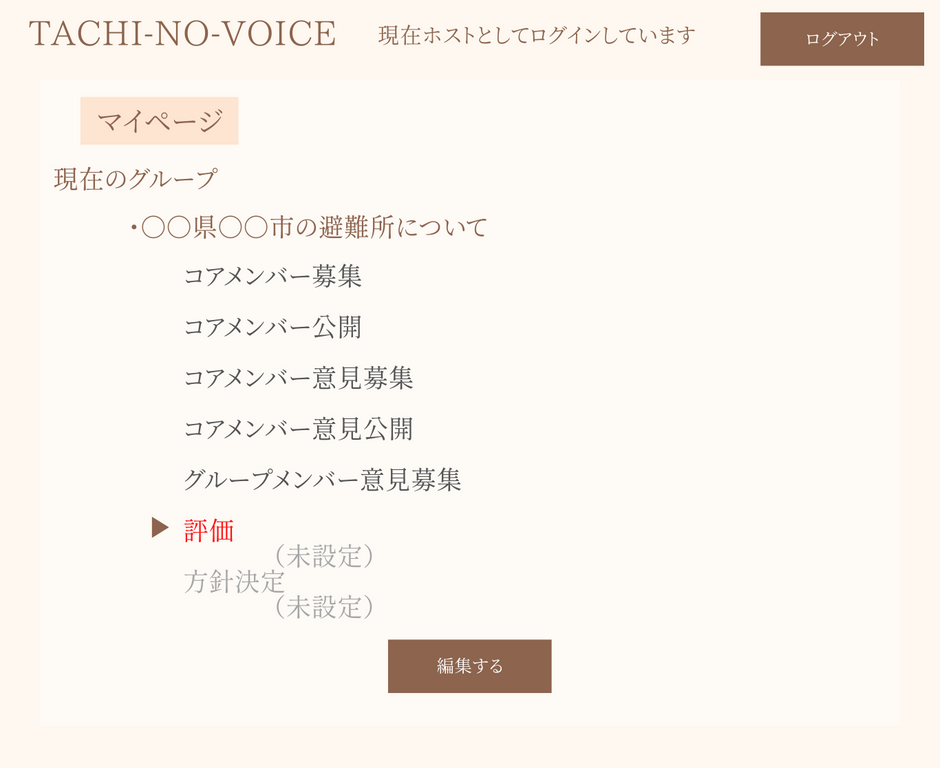 TACHI-NO-VOICE
現在ホストとしてログインしています
ログアウト
マイページ
現在のグループ
・〇〇県〇〇市の避難所について
コアメンバー募集
コアメンバー公開
コアメンバー意見募集
コアメンバー意見公開
グループメンバー意見募集
▶ 評価
（未設定）
方針決定
（未設定）
編集する